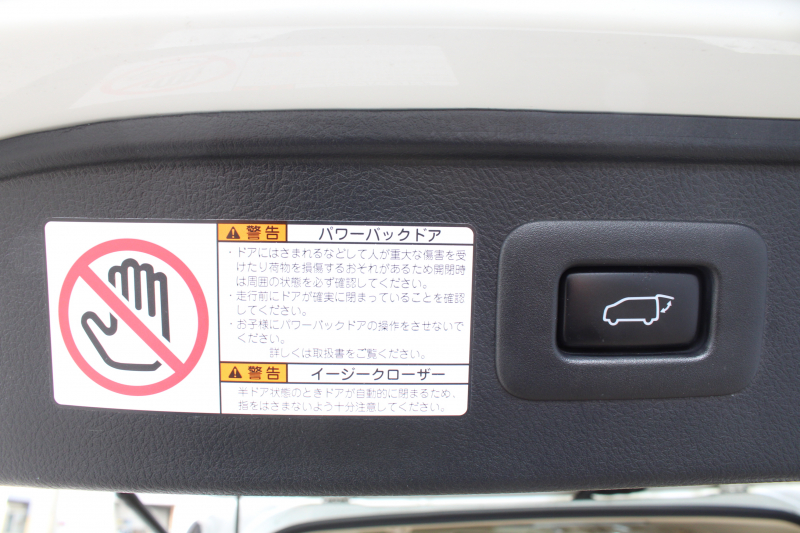 警告 パワーバックドア
・ドアにはさまれるなどして人が重大な傷害を受
けたり荷物を損傷するおそれがあるため開閉時
は周囲の状態を必ず確認してください。
・走行前にドアが確実に閉まっていることを確認
してください。
・お子様にパワーバックドアの操作をさせないで
ください。
詳しくは取扱書をご覧ください。
警告 イージークローザー
半ドア状態のときドアが自動的に閉まるため、
指をはさまないよう十分注意してください。